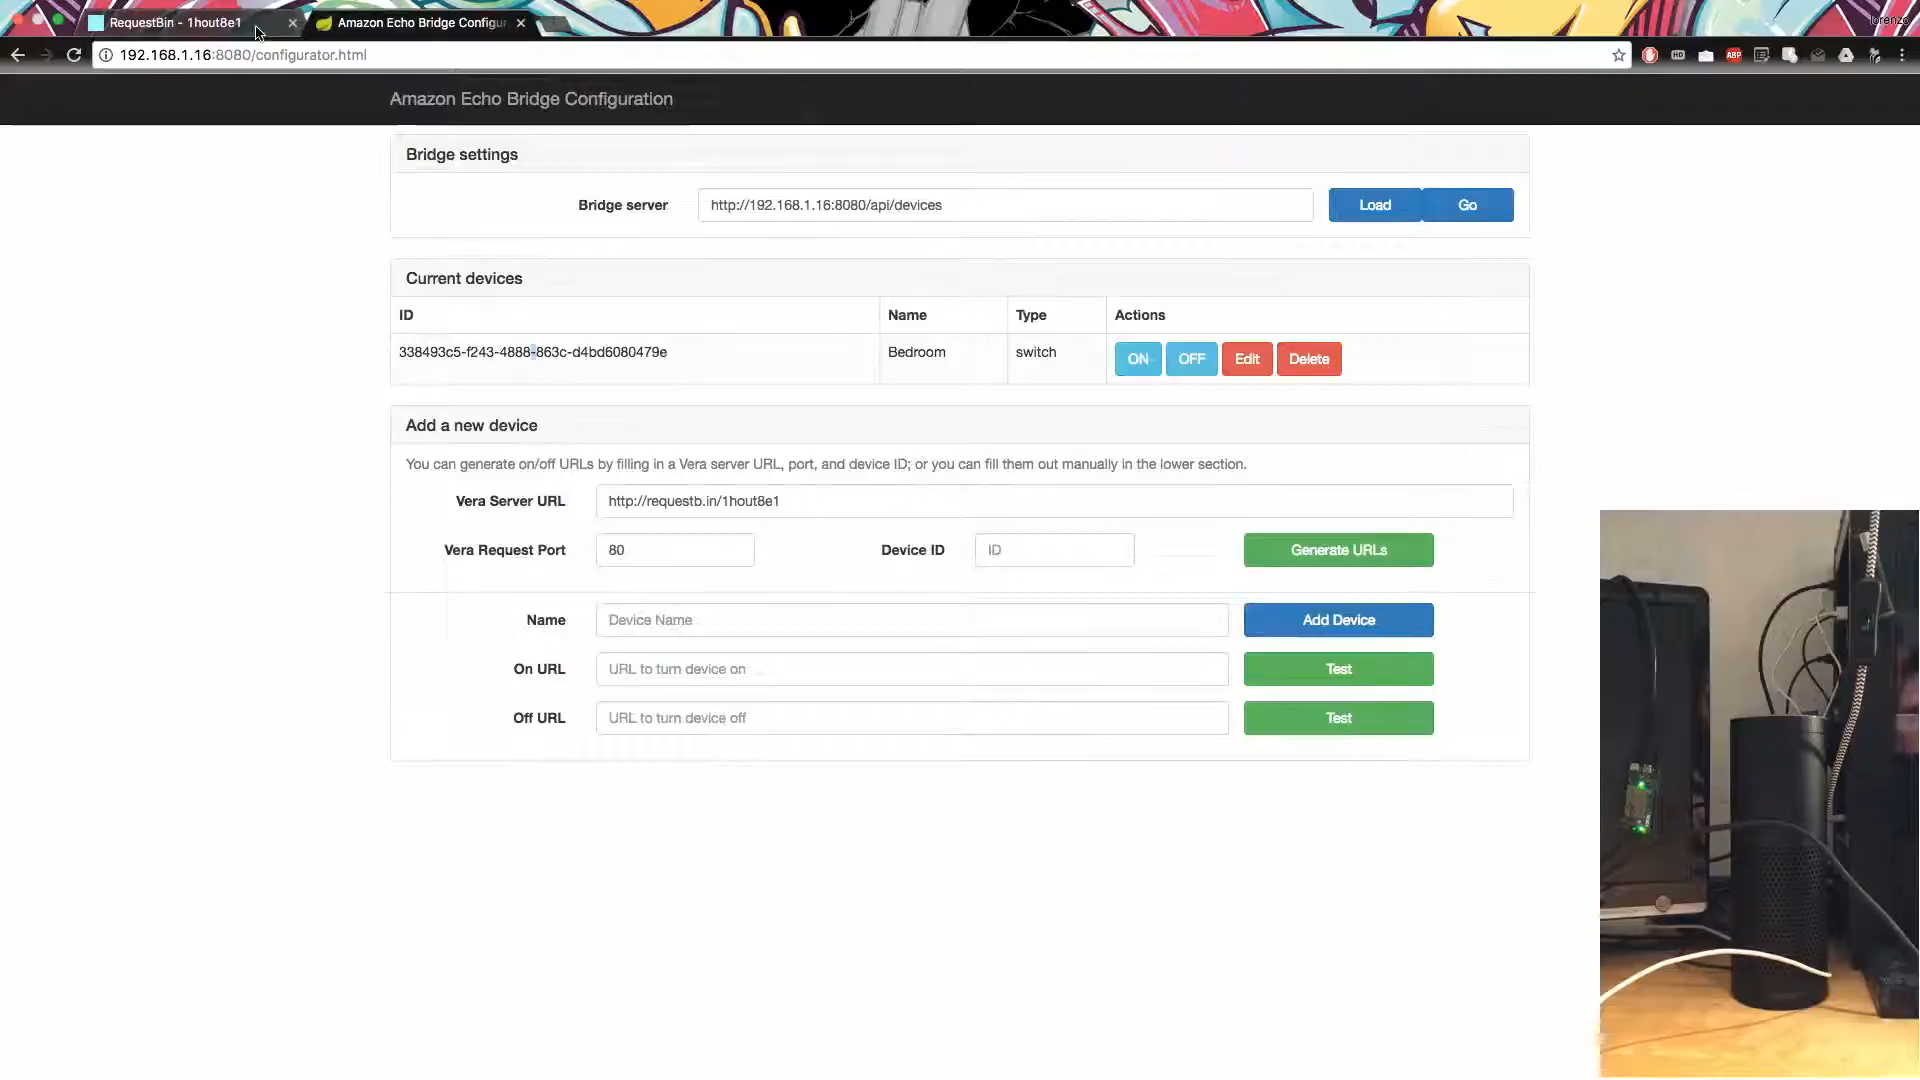 RequestBin - 1hout8e1
Amazon Echo Bridge Configur
lorenzo
192.168.1.16:8080/configurator.html
HD
ABP
Amazon Echo Bridge Configuration
Bridge settings
Bridge server http://192.168.1.16:8080/api/devices Load Go
Current devices
ID Name Type Actions
338493c5-f243-4888-863c-d4bd6080479e Bedroom switch ON OFF Edit Delete
Add a new device
You can generate on/off URLs by filling in a Vera server URL, port, and device ID; or you can fill them out manually in the lower section.
Vera Server URL http://requestb.in/1hout8e1
Vera Request Port 80 Device ID ID Generate URLs
Name Device Name Add Device
On URL URL to turn device on Test
Off URL URL to turn device off Test